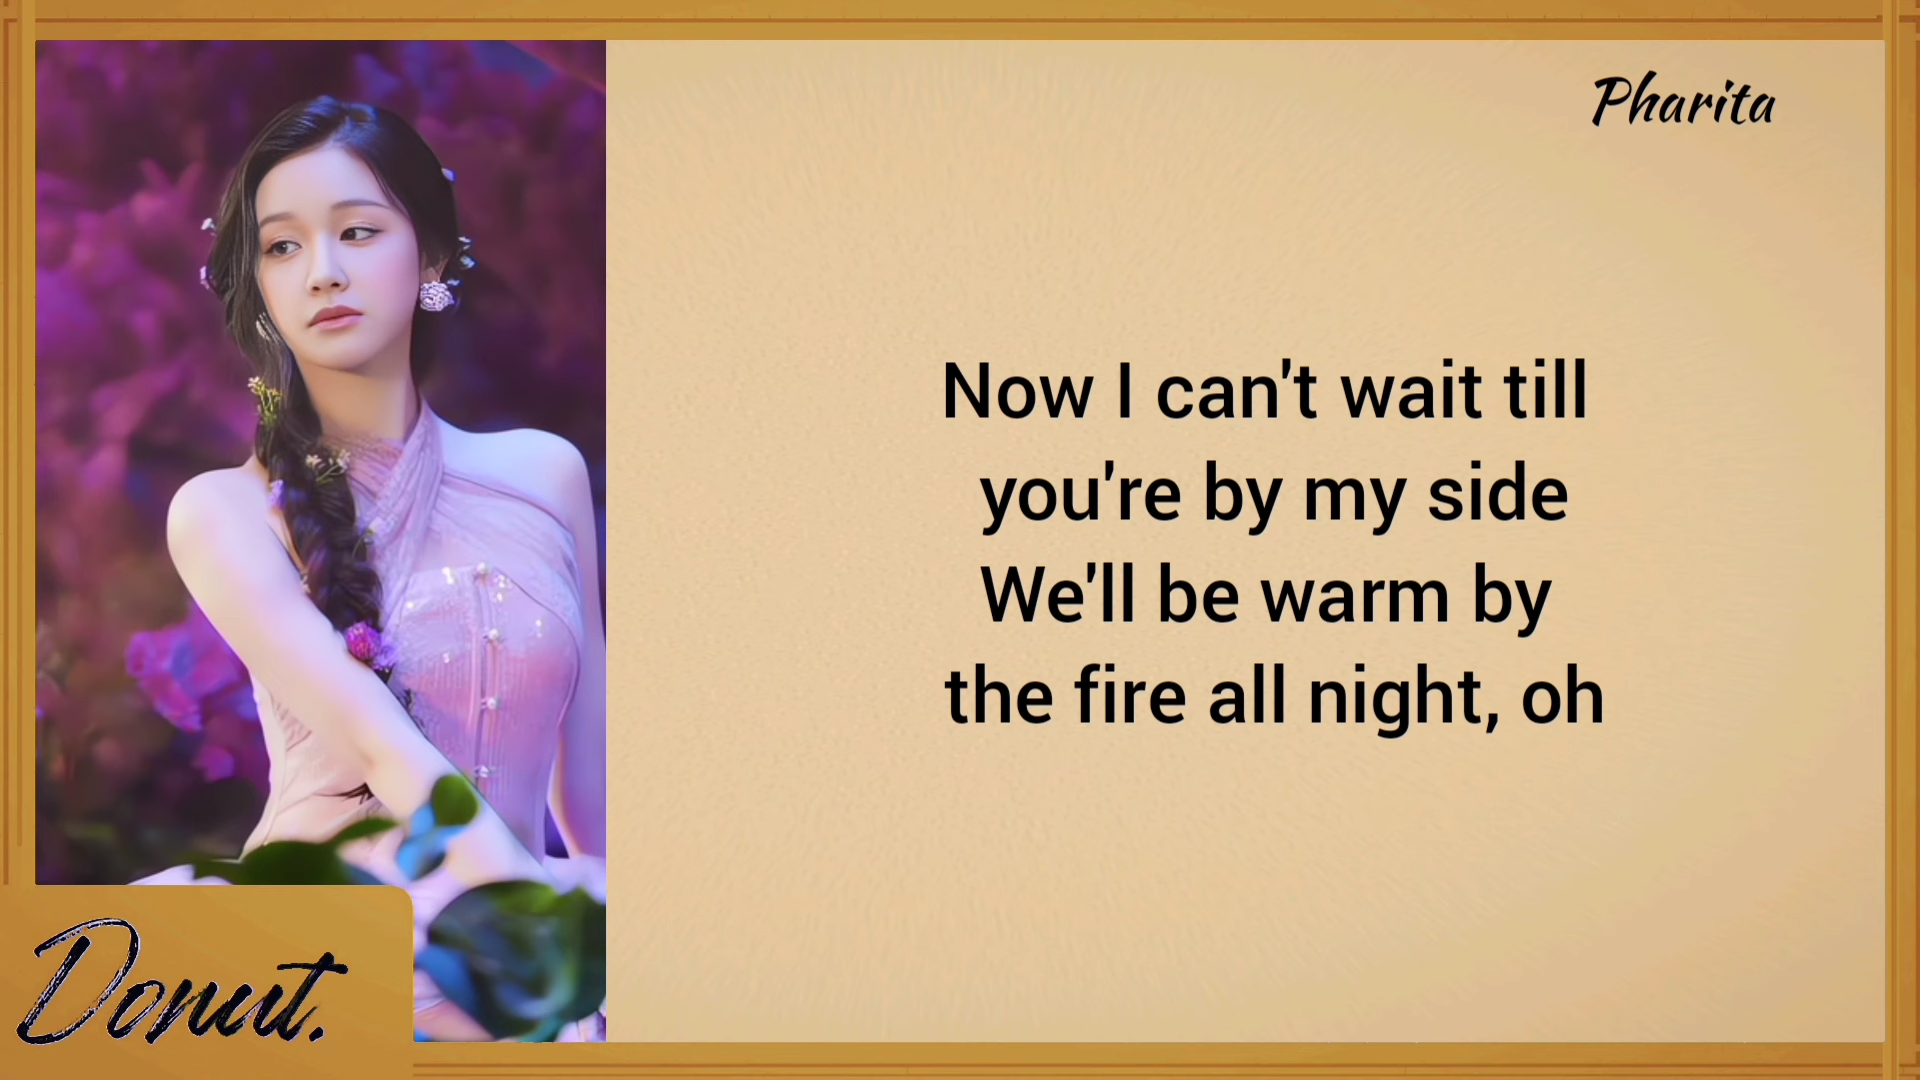 Pharita
Now I can't wait till
you're by my side
We'll be warm by
the fire all night, oh
Donut.